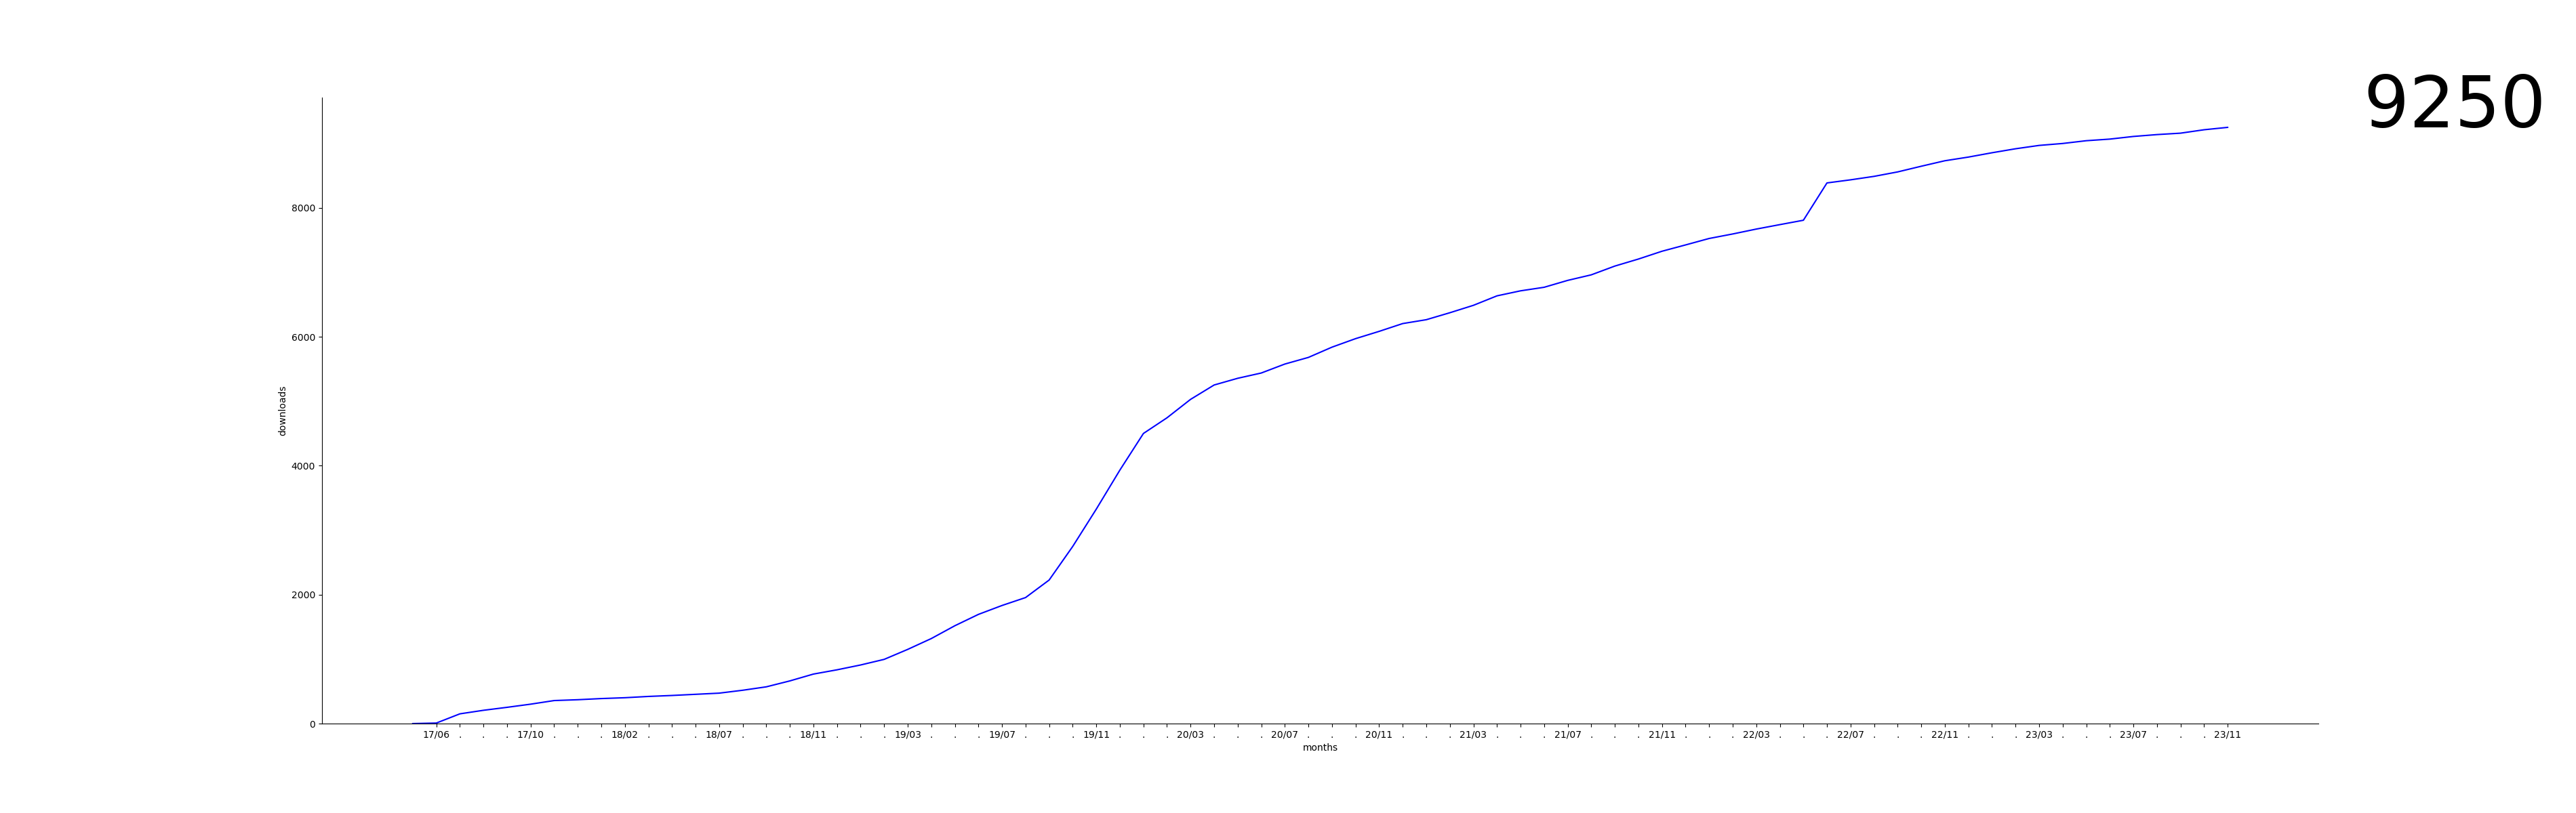 9250
8000
6000
downloads
4000
2000
0
17/06 . . . 17/10 . . . 18/02 . . . 18/07 . . . 18/11 . . . 19/03 . . . 19/07 . . . 19/11 . . . 20/03 . . . 20/07 . . . 20/11 . . . 21/03 . . . 21/07 . . . 21/11 . . . 22/03 . . . 22/07 . . . 22/11 . . . 23/03 . . . 23/07 . . . 23/11
months